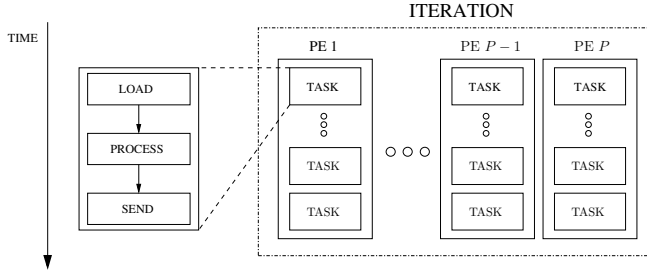 ITERATION
TIME
PE 1
PE P − 1
PE P
LOAD
TASK
TASK
TASK
PROCESS
TASK
TASK
TASK
SEND
TASK
TASK
TASK